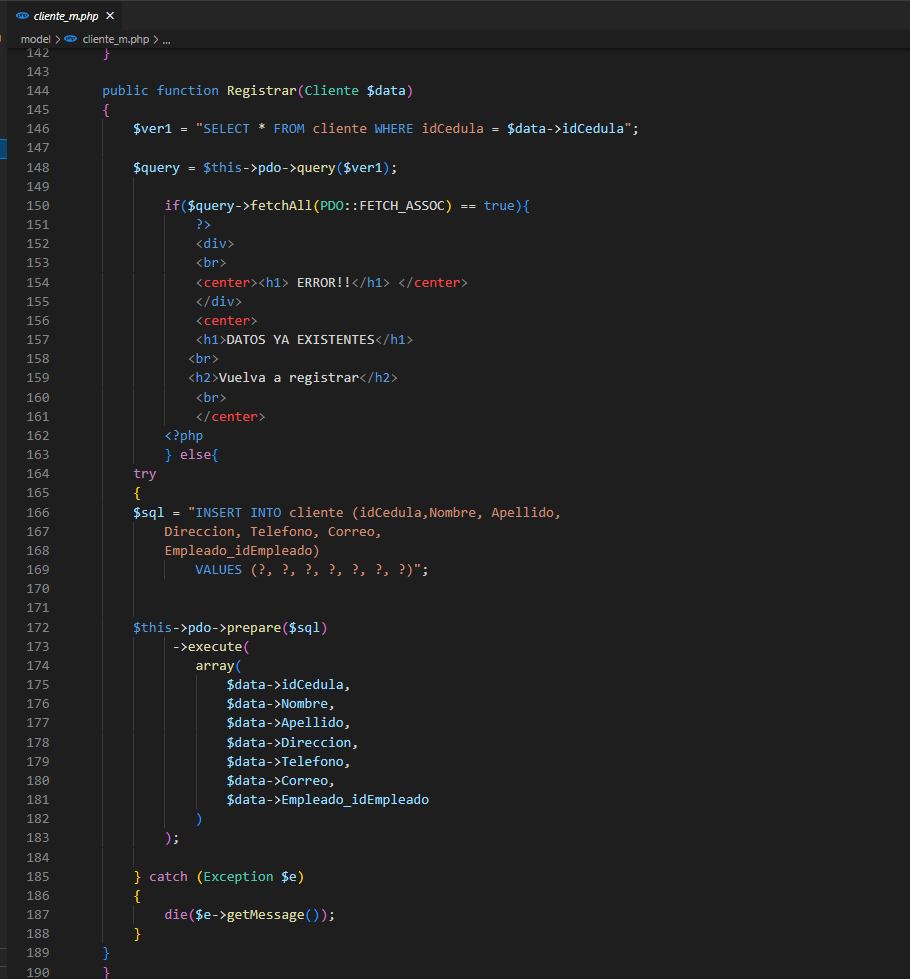 cliente_m.php ×
model > cliente_m.php > ...
142 }
143
144 public function Registrar(Cliente $data)
145 {
146 $ver1 = "SELECT * FROM cliente WHERE idCedula = $data->idCedula";
147
148 $query = $this->pdo->query($ver1);
149
150 if($query->fetchAll(PDO::FETCH_ASSOC) == true){
151 ?>
152 <div>
153 <br>
154 <center><h1> ERROR!!</h1> </center>
155 </div>
156 <center>
157 <h1>DATOS YA EXISTENTES</h1>
158 <br>
159 <h2>Vuelva a registrar</h2>
160 <br>
161 </center>
162 <?php
163 } else{
164 try
165 {
166 $sql = "INSERT INTO cliente (idCedula,Nombre, Apellido,
167 Direccion, Telefono, Correo,
168 Empleado_idEmpleado)
169 VALUES (?, ?, ?, ?, ?, ?, ?)";
170
171
172 $this->pdo->prepare($sql)
173 ->execute(
174 array(
175 $data->idCedula,
176 $data->Nombre,
177 $data->Apellido,
178 $data->Direccion,
179 $data->Telefono,
180 $data->Correo,
181 $data->Empleado_idEmpleado
182 )
183 );
184
185 } catch (Exception $e)
186 {
187 die($e->getMessage());
188 }
189 }
190 }